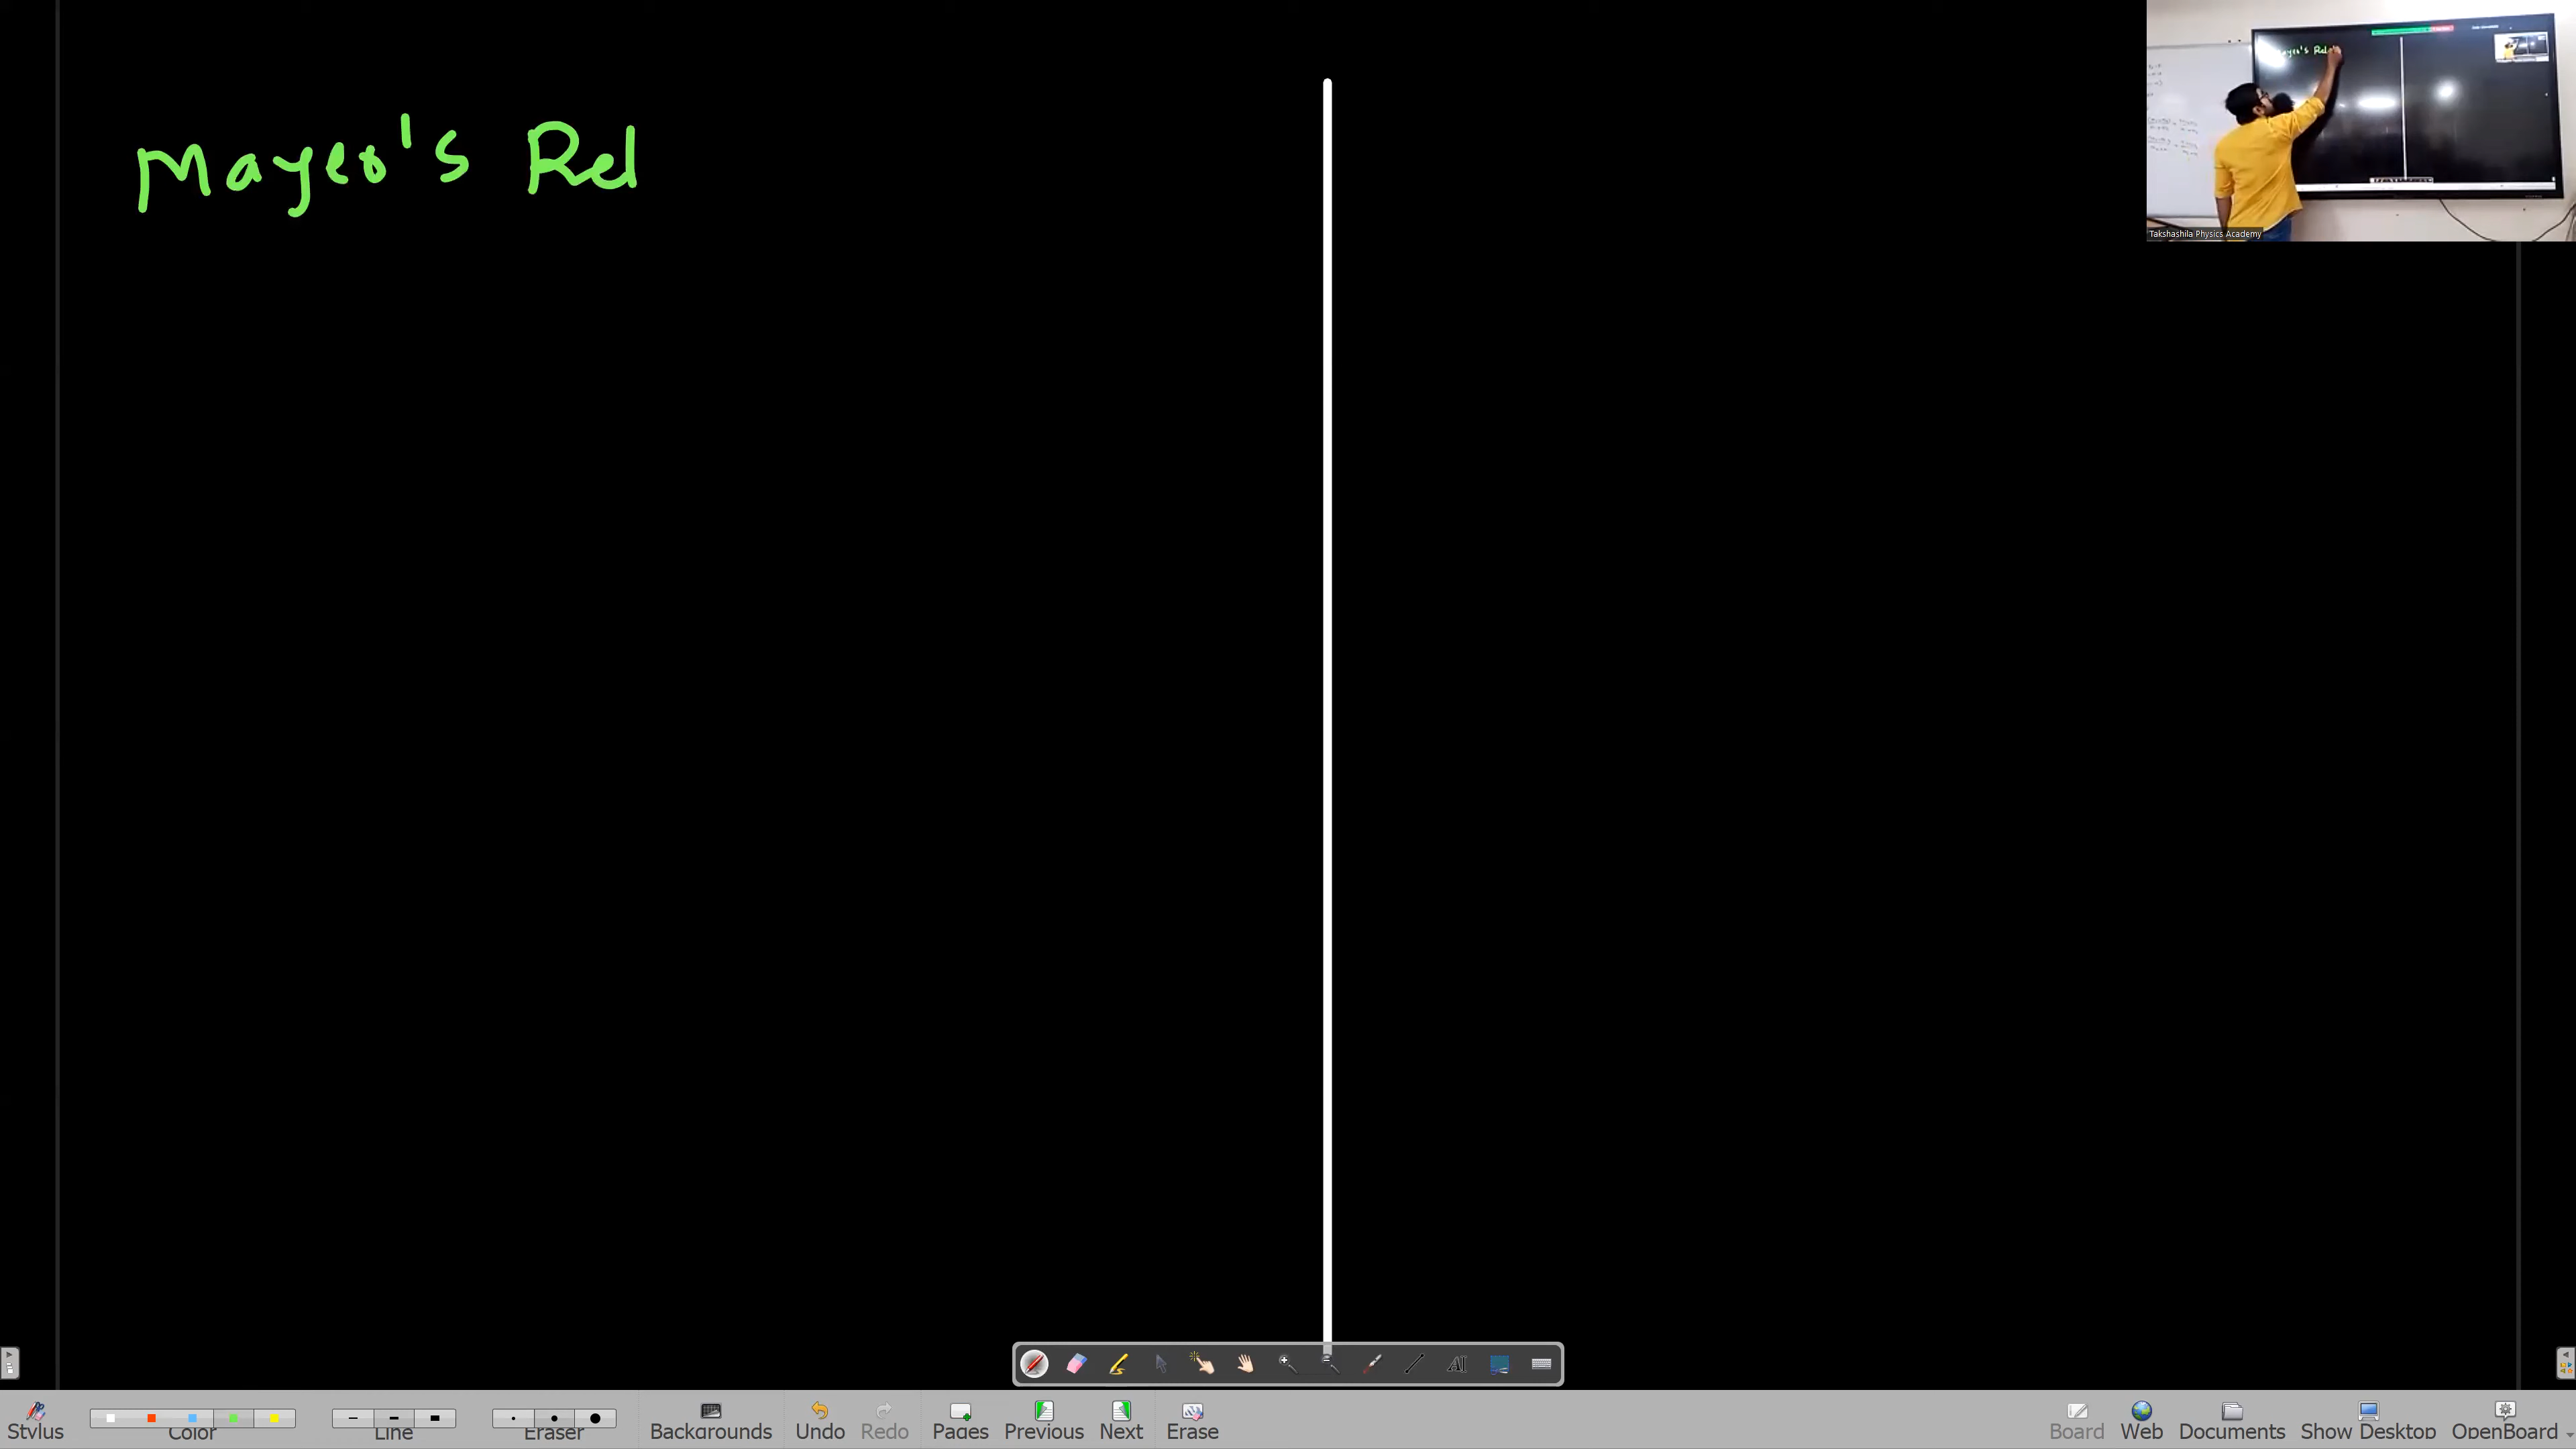 Mayer's Rel
Takshashila Physics Academy
Stylus Color Line Eraser Backgrounds Undo Redo Pages Previous Next Erase Board Web Documents Show Desktop OpenBoard